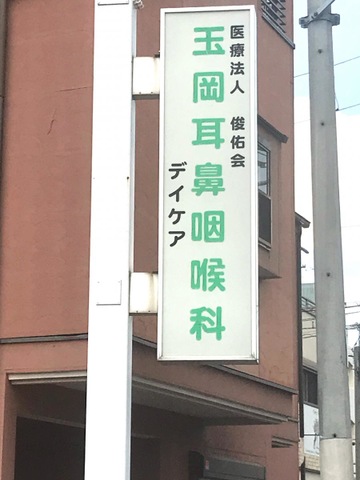 医療法人 俊佑会
玉岡耳鼻咽喉科
デイケア